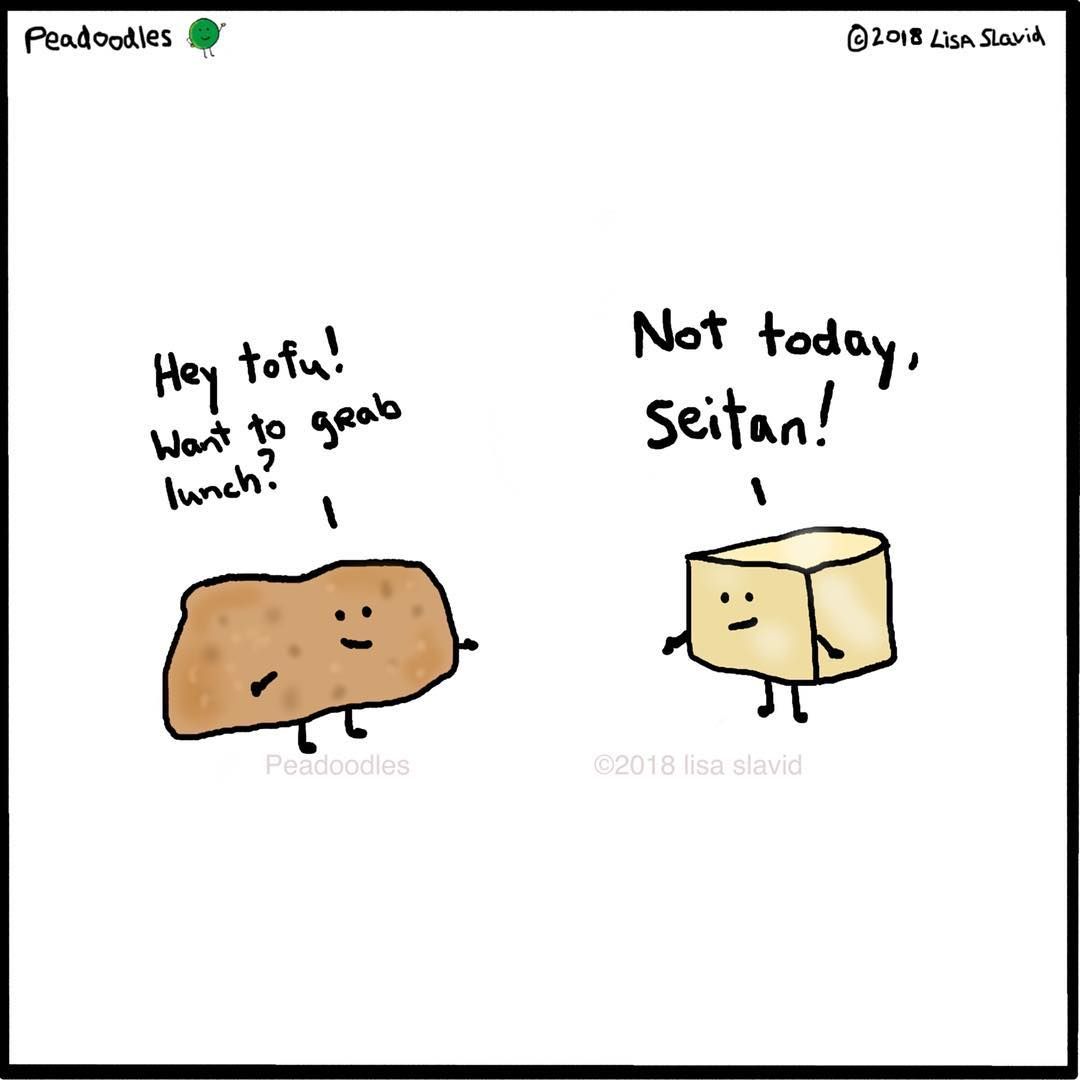 Peadoodles
©2018 Lisa Slavid
Hey tofu!
Want to grab
lunch?
Not today,
seitan!
Peadoodles
©2018 lisa slavid